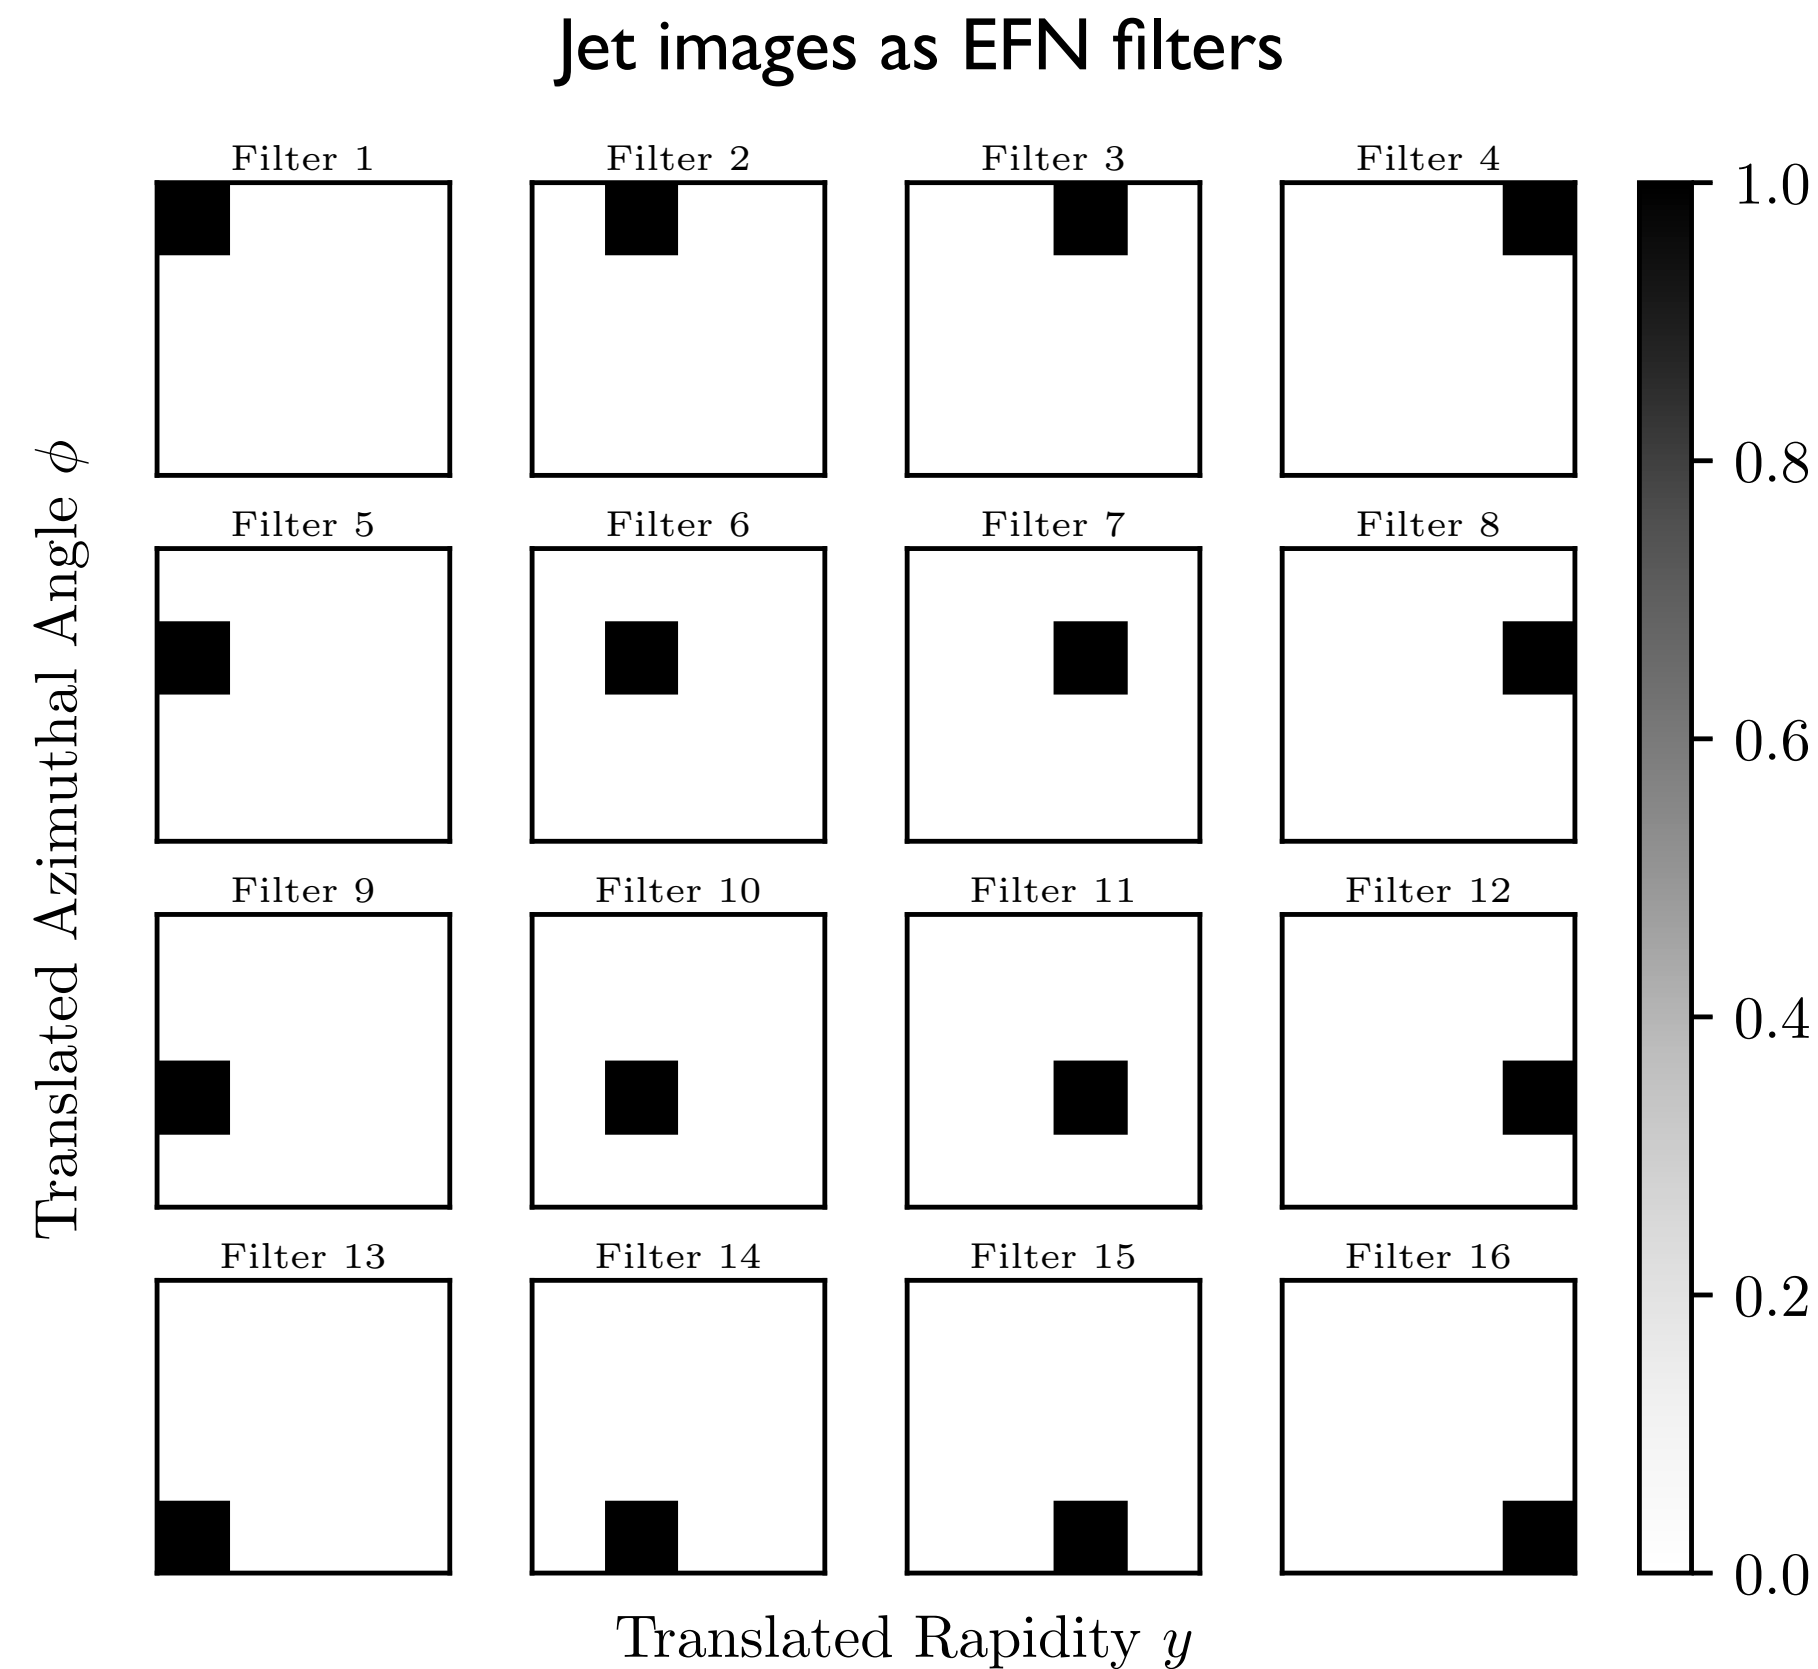 Jet images as EFN filters
Filter 1
Filter 2
Filter 3
Filter 4
Filter 5
Filter 6
Filter 7
Filter 8
Filter 9
Filter 10
Filter 11
Filter 12
Filter 13
Filter 14
Filter 15
Filter 16
Translated Azimuthal Angle ϕ
Translated Rapidity y
1.0
0.8
0.6
0.4
0.2
0.0